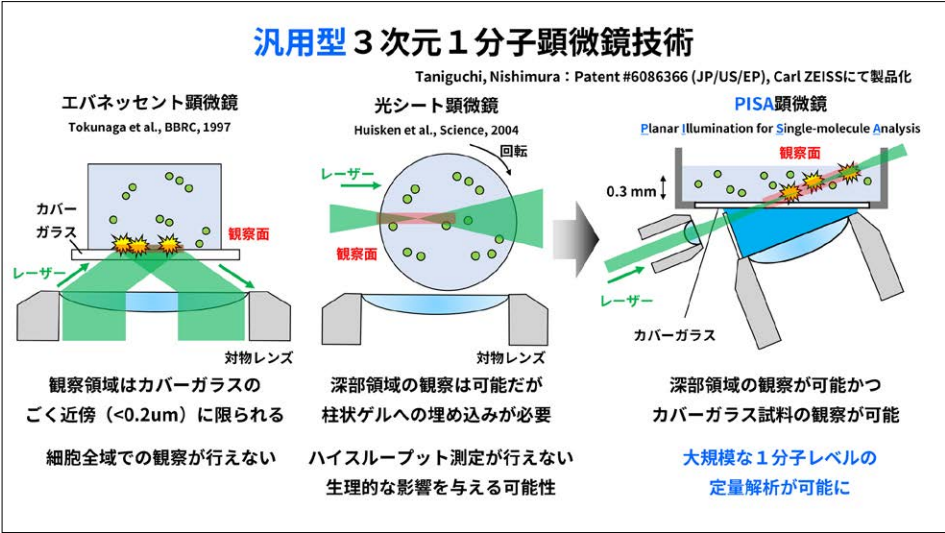 汎用型３次元１分子顕微鏡技術
Taniguchi, Nishimura：Patent #6086366 (JP/US/EP), Carl ZEISSにて製品化
エバネッセント顕微鏡
Tokunaga et al., BBRC, 1997
カバー
ガラス
観察面
レーザー
対物レンズ
観察領域はカバーガラスの
ごく近傍（<0.2um）に限られる
細胞全域での観察が行えない
光シート顕微鏡
Huisken et al., Science, 2004
回転
レーザー
観察面
対物レンズ
深部領域の観察は可能だが
柱状ゲルへの埋め込みが必要
ハイスループット測定が行えない
生理的な影響を与える可能性
PISA顕微鏡
Planar Illumination for Single-molecule Analysis
観察面
0.3 mm
レーザー
カバーガラス
深部領域の観察が可能かつ
カバーガラス試料の観察が可能
大規模な１分子レベルの
定量解析が可能に